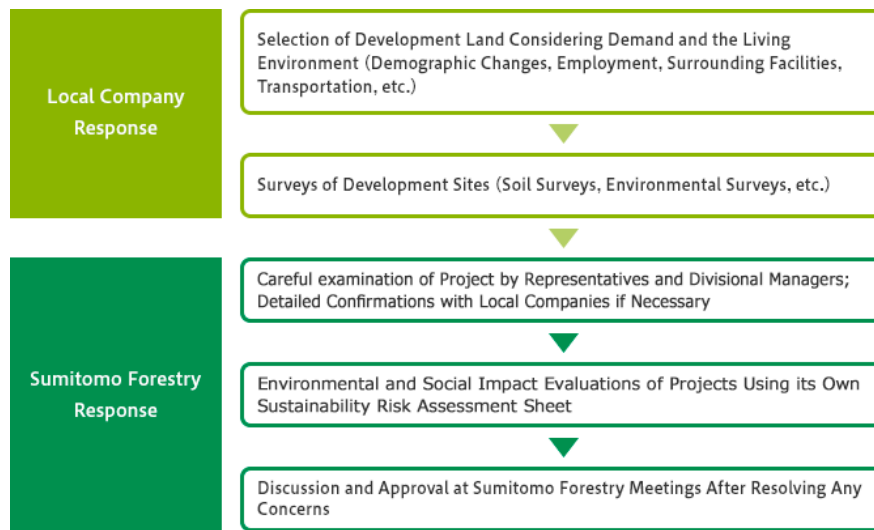 Local Company
Response
Selection of Development Land Considering Demand and the Living
Environment (Demographic Changes, Employment, Surrounding Facilities,
Transportation, etc.)
Surveys of Development Sites (Soil Surveys, Environmental Surveys, etc.)
Sumitomo Forestry
Response
Careful examination of Project by Representatives and Divisional Managers;
Detailed Confirmations with Local Companies if Necessary
Environmental and Social Impact Evaluations of Projects Using its Own
Sustainability Risk Assessment Sheet
Discussion and Approval at Sumitomo Forestry Meetings After Resolving Any
Concerns